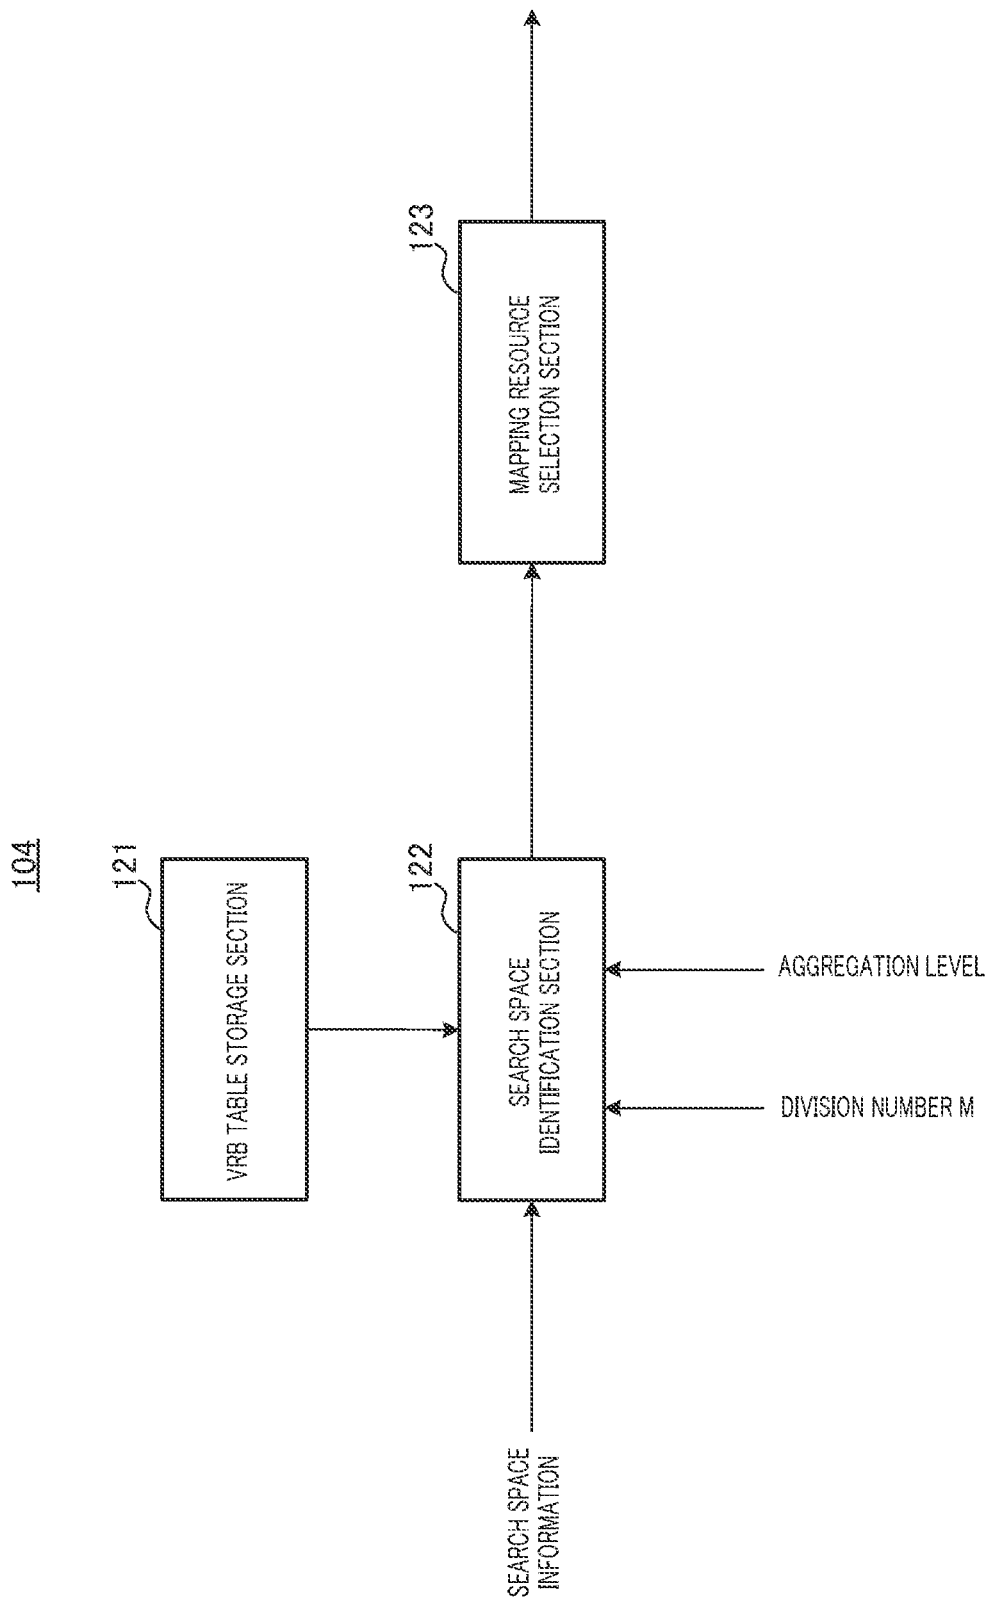 104
121
VRB TABLE STORAGE SECTION
SEARCH SPACE
INFORMATION
122
SEARCH SPACE
IDENTIFICATION SECTION
123
MAPPING RESOURCE
SELECTION SECTION
DIVISION NUMBER M
AGGREGATION LEVEL